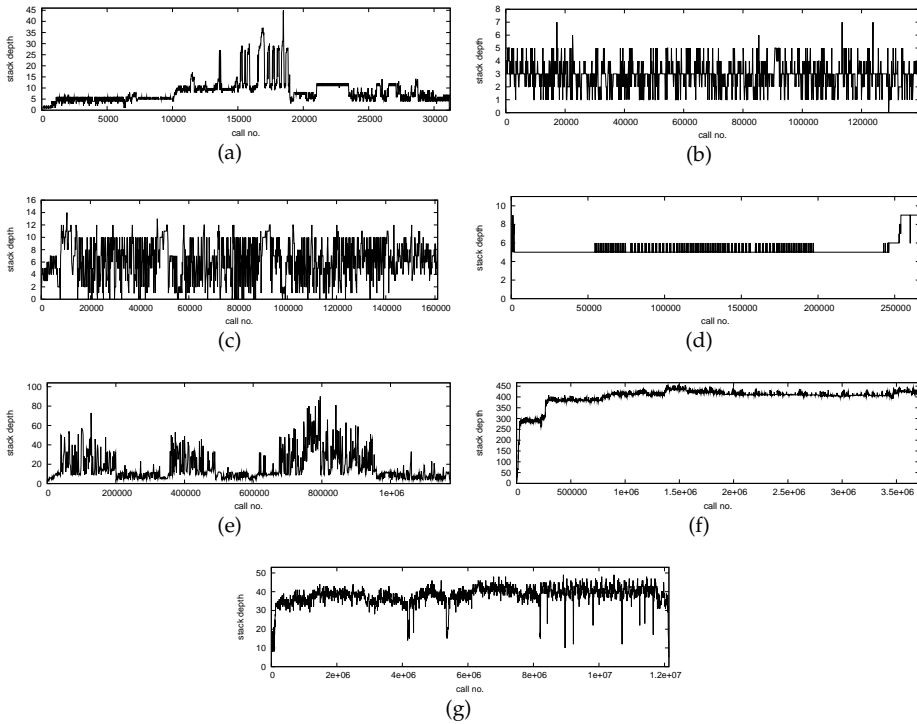 45
40
35
30
25
20
15
10
5
0
stack depth
0 5000 10000 15000 20000 25000 30000
call no.
(a)
8
7
6
5
4
3
2
1
0
stack depth
0 20000 40000 60000 80000 100000 120000
call no.
(b)
16
14
12
10
8
6
4
2
0
stack depth
0 20000 40000 60000 80000 100000 120000 140000 160000
call no.
(c)
10
8
6
4
2
0
stack depth
0 50000 100000 150000 200000 250000
call no.
(d)
100
80
60
40
20
0
stack depth
0 200000 400000 600000 800000 1e+06
call no.
(e)
450
400
350
300
250
200
150
100
50
0
stack depth
0 500000 1e+06 1.5e+06 2e+06 2.5e+06 3e+06 3.5e+06
call no.
(f)
50
40
30
20
10
0
stack depth
0 2e+06 4e+06 6e+06 8e+06 1e+07 1.2e+07
call no.
(g)